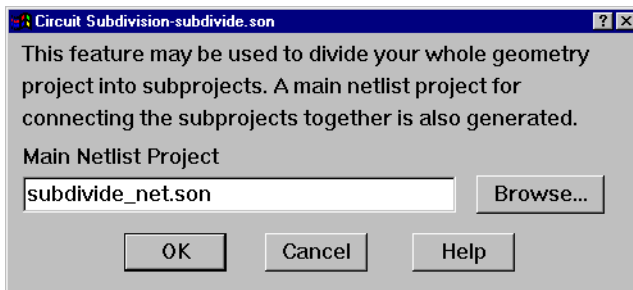 Circuit Subdivision-subdivide.son
This feature may be used to divide your whole geometry
project into subprojects. A main netlist project for
connecting the subprojects together is also generated.
Main Netlist Project
subdivide_net.son
Browse...
OK
Cancel
Help